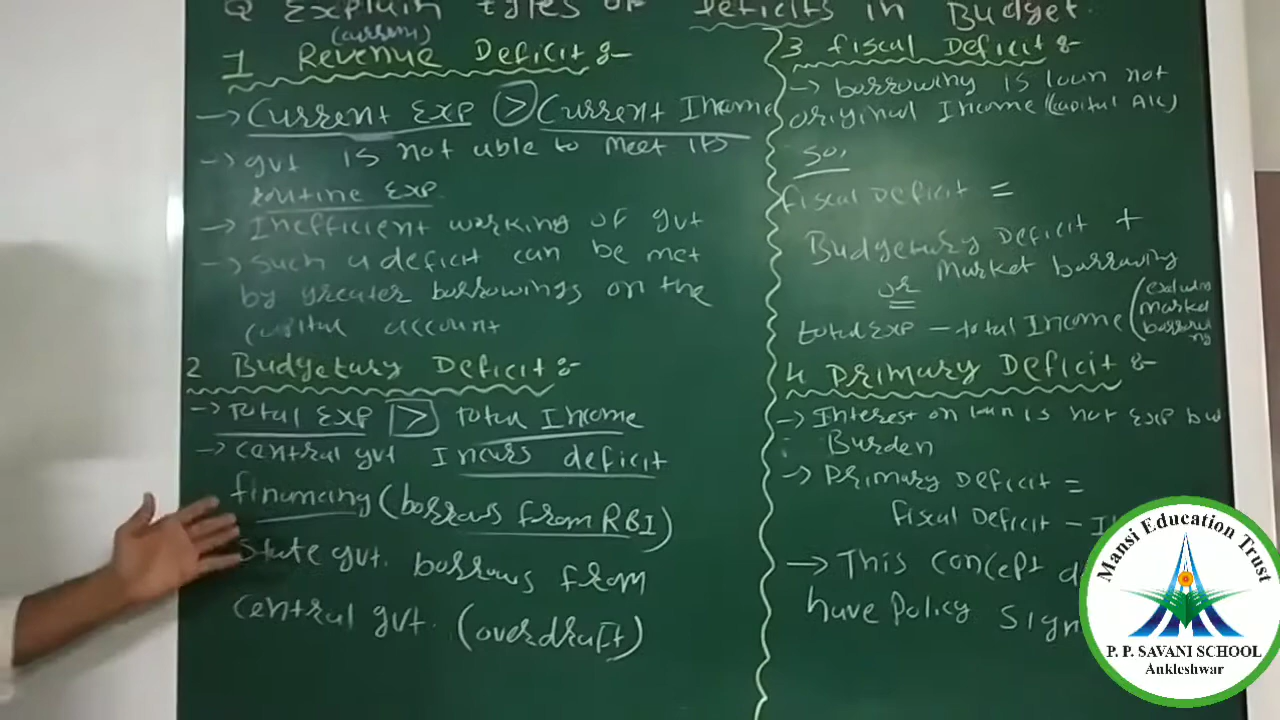 Q Explain types of Deficits in Budget.
(current)
1 Revenue Deficit :-
→ Current Exp > Current Income
→ gvt is not able to meet its
routine Exp
→ Inefficient working of gvt
→ Such a deficit can be met
by greater borrowings on the
capital account
2 Budgetary Deficit :-
→ Total Exp > Total Income
→ central gvt Incurs deficit
financing (borrows from RBI)
State gvt. borrows from
central gvt. (overdraft)
3 fiscal Deficit :-
→ borrowing is loan not
original Income (capital A/c)
So,
fiscal Deficit =
Budgetary Deficit +
Market borrowing
or
total Exp - total Income (excluding
market
borrowing
4 Primary Deficit :-
→ Interest on loan is not Exp but
Burden
→ Primary Deficit =
fiscal Deficit -
→ This concept
have Policy
Mansi Education Trust
P. P. SAVANI SCHOOL
Ankleshwar